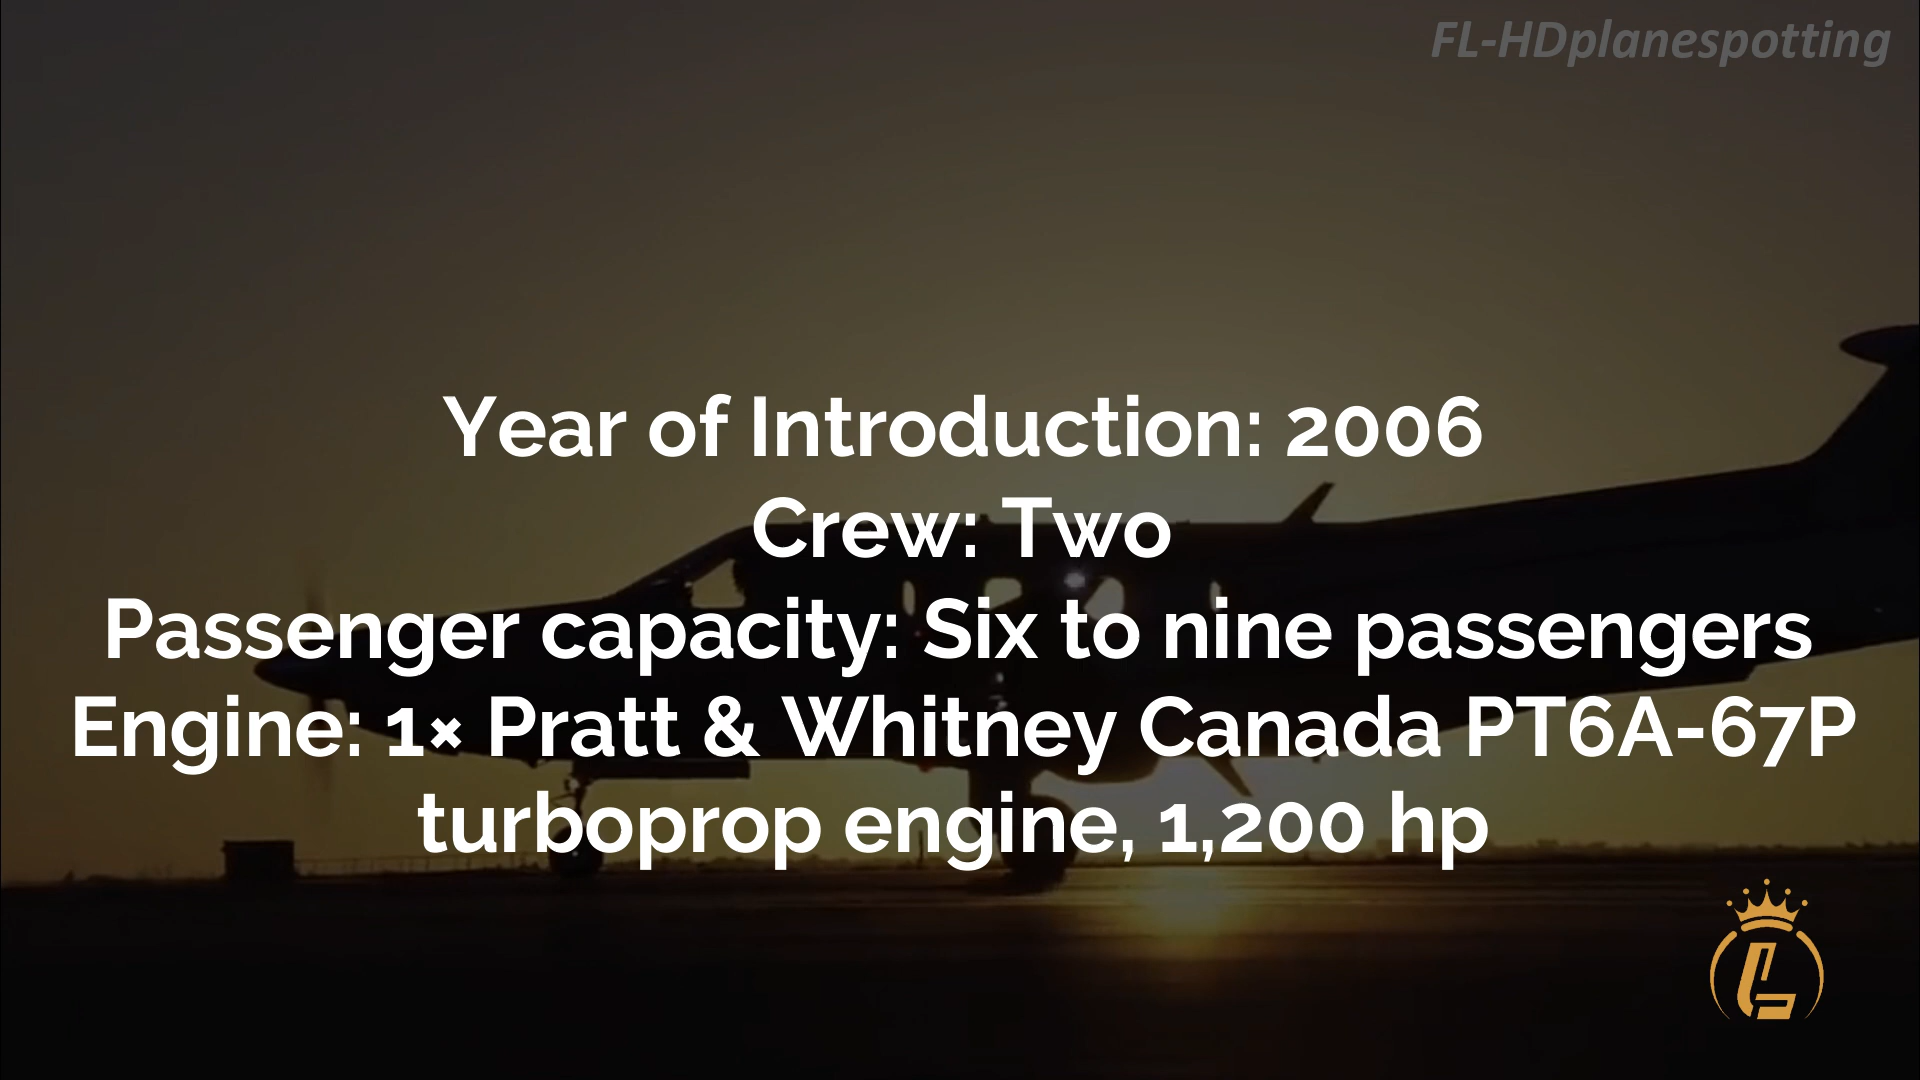 FL-HDplanespotting
Year of Introduction: 2006
Crew: Two
Passenger capacity: Six to nine passengers
Engine: 1× Pratt & Whitney Canada PT6A-67P
turboprop engine, 1,200 hp